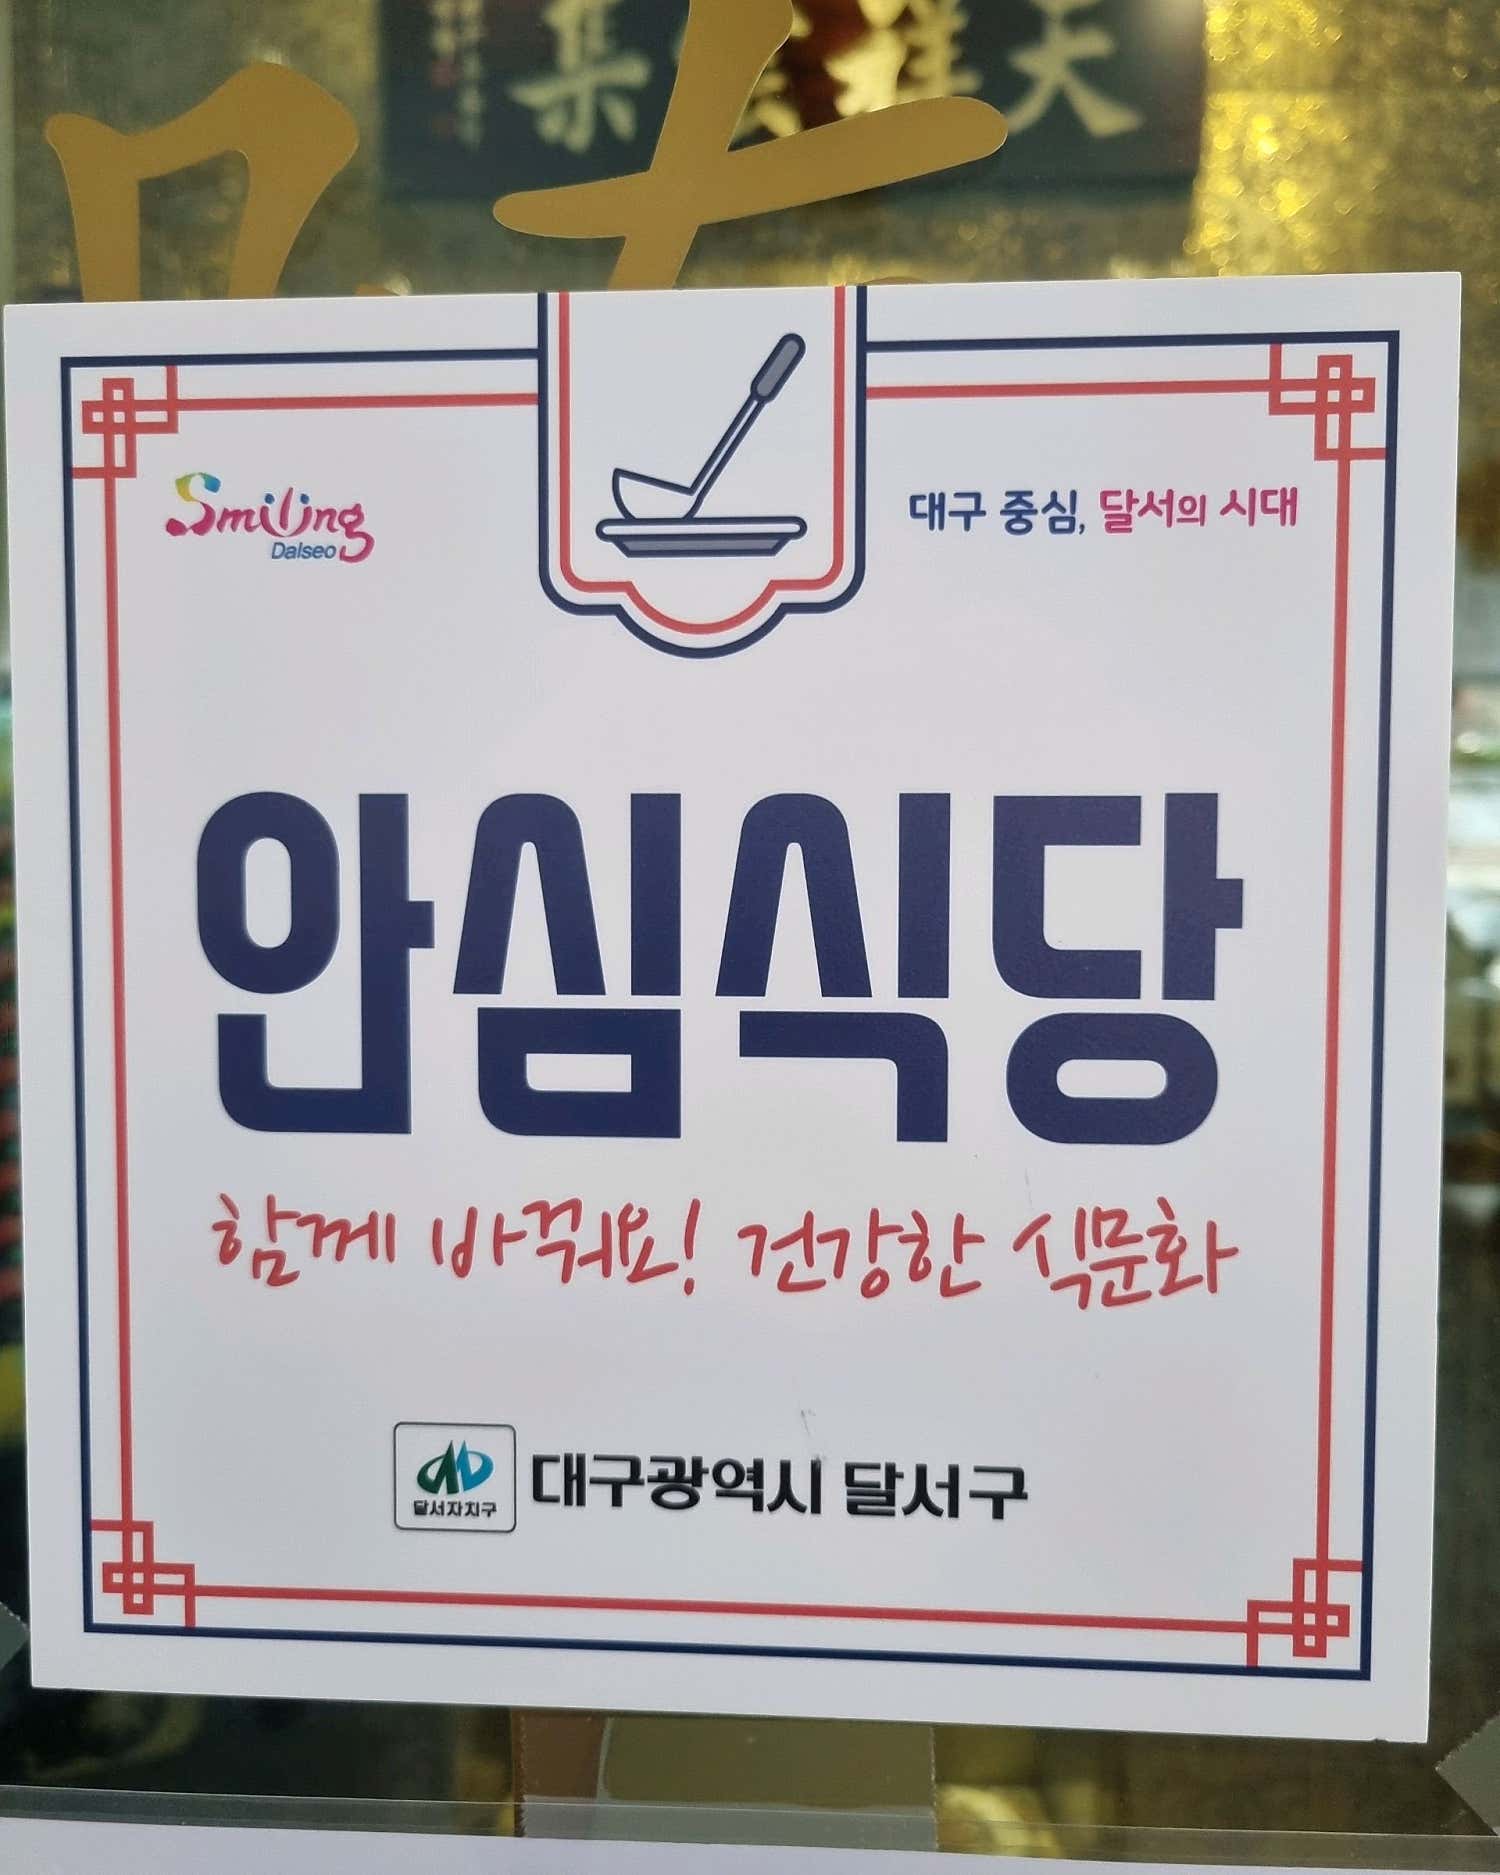 集
天
Smiling
Dalseo
대구 중심, 달서의 시대
안심식당
함께 바꿔요! 건강한 식문화
달서자치구
대구광역시 달서구